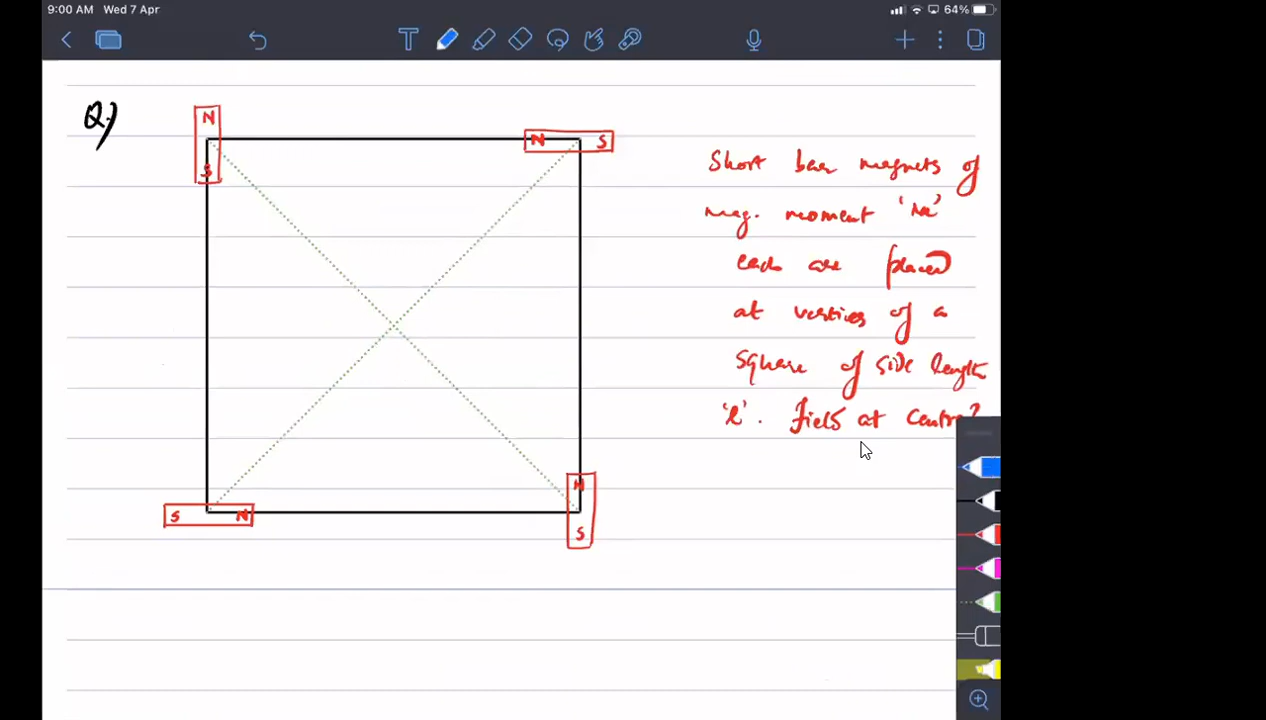 9:00 AM Wed 7 Apr
64%
T
Q)
N
S
N S
Short bar magnets of
mag. moment 'M'
each are placed
at vertices of a
square of side length
'l'. field at centre?
N
S N
S